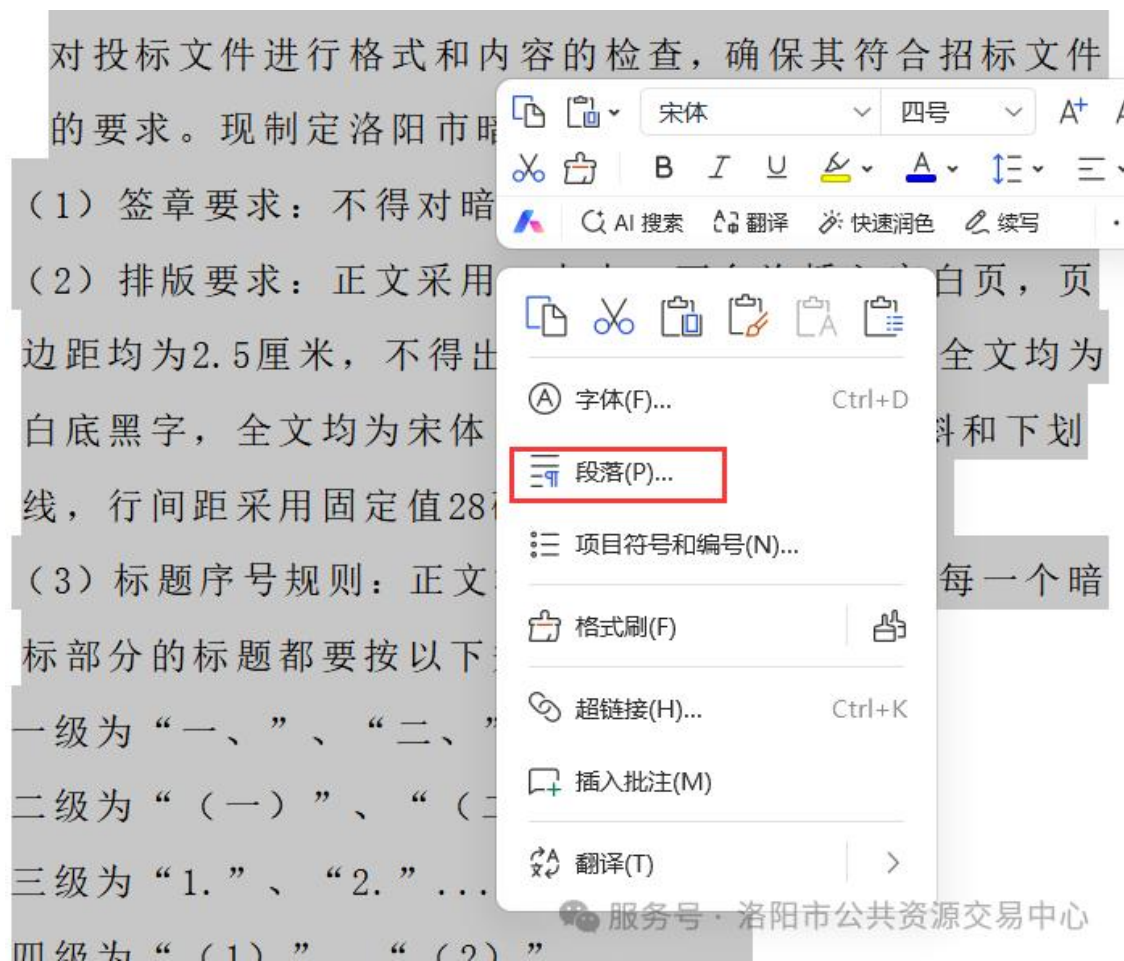 对投标文件进行格式和内容的检查，确保其符合招标文件
的要求。现制定洛阳市暗
宋体
四号
（1）签章要求：不得对暗
B I U A
AI 搜索 翻译 快速润色 续写
（2）排版要求：正文采用
白页，页
边距均为2.5厘米，不得出
全文均为
字体(F)... Ctrl+D
白底黑字，全文均为宋体
和下划
段落(P)...
线，行间距采用固定值28
项目符号和编号(N)...
（3）标题序号规则：正文
每一个暗
格式刷(F)
标部分的标题都要按以下
超链接(H)... Ctrl+K
一级为“一、”、“二、”
插入批注(M)
二级为“（一）”、“（二
翻译(T)
三级为“1.”、“2.”...
服务号 · 洛阳市公共资源交易中心
四级为“（1）”、“（2）”